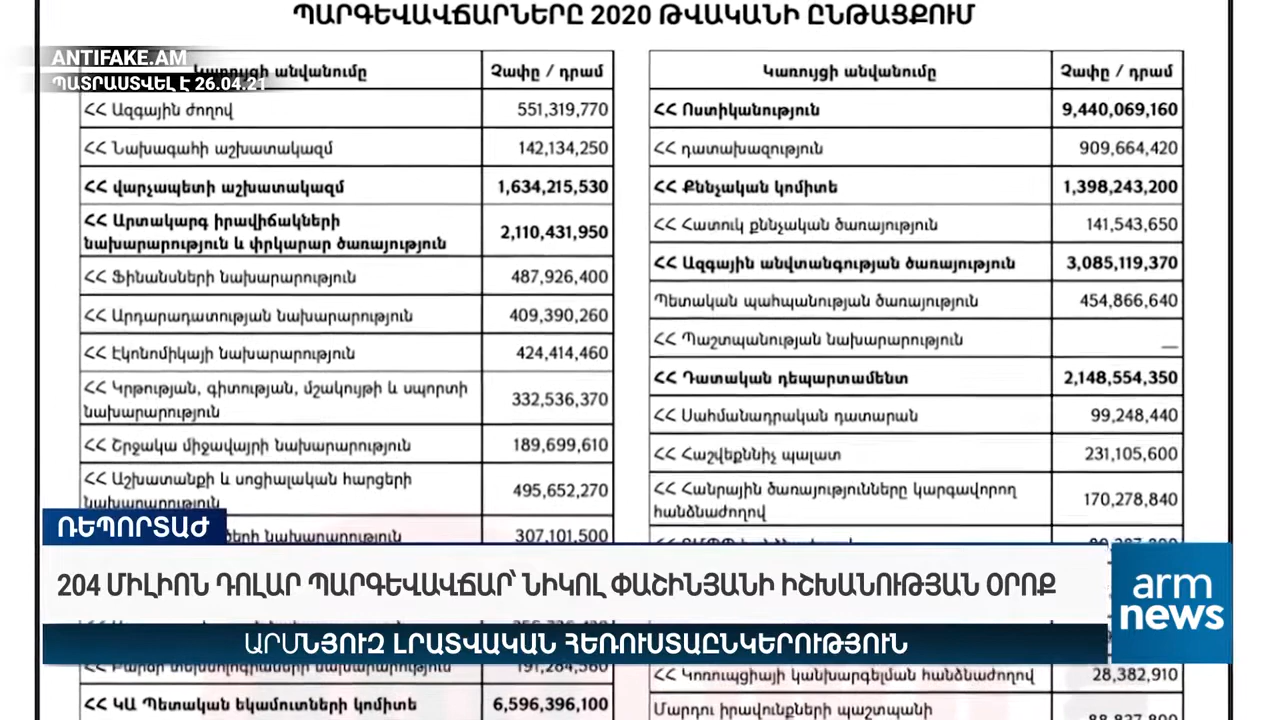 ՊԱՐԳԵՎԱՎՃԱՐՆԵՐԸ 2020 ԹՎԱԿԱՆԻ ԸՆԹԱՑՔՈՒՄ
ANTIFAKE.AM
ՊԱՏՐԱՍՏՎԵԼ Է 26.04.21
Կառույցի անվանումը Չափը / դրամ
ՀՀ Ազգային ժողով 551,319,770
ՀՀ Նախագահի աշխատակազմ 142,134,250
ՀՀ վարչապետի աշխատակազմ 1,634,215,530
ՀՀ Արտակարգ իրավիճակների
նախարարություն և փրկարար ծառայություն 2,110,431,950
ՀՀ Ֆինանսների նախարարություն 487,926,400
ՀՀ Արդարադատության նախարարություն 409,390,260
ՀՀ Էկոնոմիկայի նախարարություն 424,414,460
ՀՀ Կրթության, գիտության, մշակույթի և սպորտի
նախարարություն 332,536,370
ՀՀ Շրջակա միջավայրի նախարարություն 189,699,610
ՀՀ Աշխատանքի և սոցիալական հարցերի
նախարարություն 495,652,270
նախարարություն 307,101,500
ՀՀ Բարձր տեխնոլոգիաների նախարարություն 191,284,560
ՀՀ ԿԱ Պետական եկամուտների կոմիտե 6,596,396,100
Կառույցի անվանումը Չափը / դրամ
ՀՀ Ոստիկանություն 9,440,069,160
ՀՀ դատախազություն 909,664,420
ՀՀ Քննչական կոմիտե 1,398,243,200
ՀՀ Հատուկ քննչական ծառայություն 141,543,650
ՀՀ Ազգային անվտանգության ծառայություն 3,085,119,370
Պետական պահպանության ծառայություն 454,866,640
ՀՀ Պաշտպանության նախարարություն —
ՀՀ Դատական դեպարտամենտ 2,148,554,350
ՀՀ Սահմանադրական դատարան 99,248,440
ՀՀ Հաշվեքննիչ պալատ 231,105,600
ՀՀ Հանրային ծառայությունները կարգավորող
հանձնաժողով 170,278,840
ՀՀ Կոռուպցիայի կանխարգելման հանձնաժողով 28,382,910
Մարդու իրավունքների պաշտպանի
ՌԵՊՈՐՏԱԺ
204 ՄԻԼԻՈՆ ԴՈԼԱՐ ՊԱՐԳԵՎԱՎՃԱՐ՝ ՆԻԿՈԼ ՓԱՇԻՆՅԱՆԻ ԻՇԽԱՆՈՒԹՅԱՆ ՕՐՈՔ
ԱՐՄՆՅՈՒԶ ԼՐԱՏՎԱԿԱՆ ՀԵՌՈՒՍՏԱԸՆԿԵՐՈՒԹՅՈՒՆ
arm
news